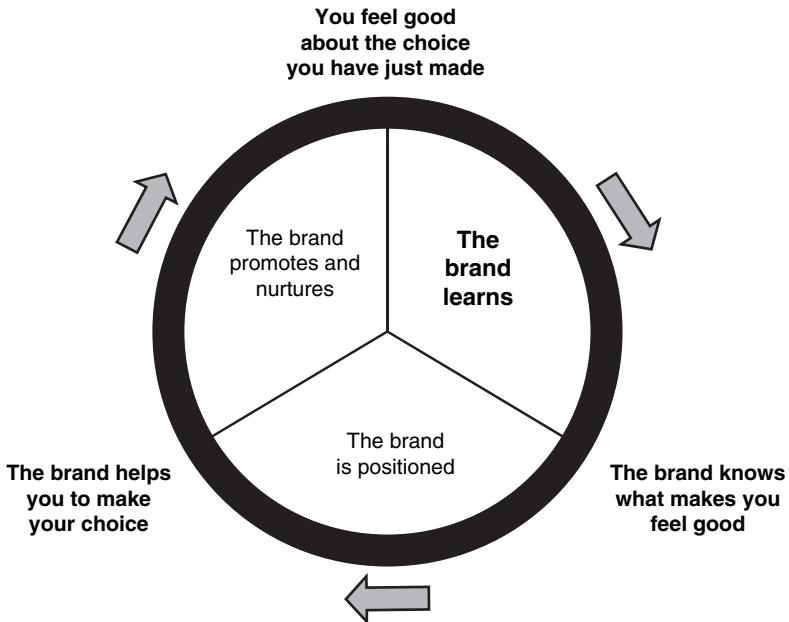 You feel good
about the choice
you have just made
The brand
promotes and
nurtures
The
brand
learns
The brand
is positioned
The brand helps
you to make
your choice
The brand knows
what makes you
feel good